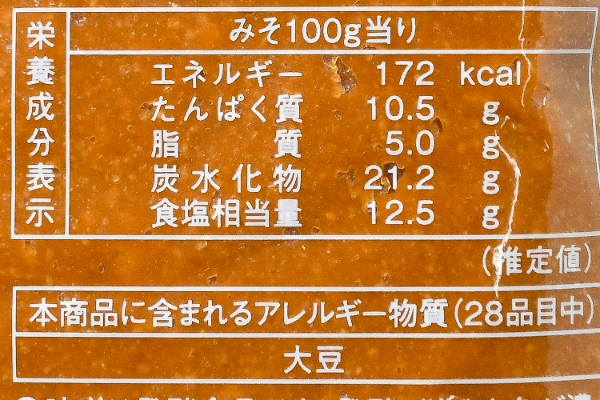 栄養成分表示
みそ100g当り
エネルギー 172 kcal
たんぱく質 10.5 g
脂質 5.0 g
炭水化物 21.2 g
食塩相当量 12.5 g
(推定値)
本商品に含まれるアレルギー物質(28品目中)
大豆